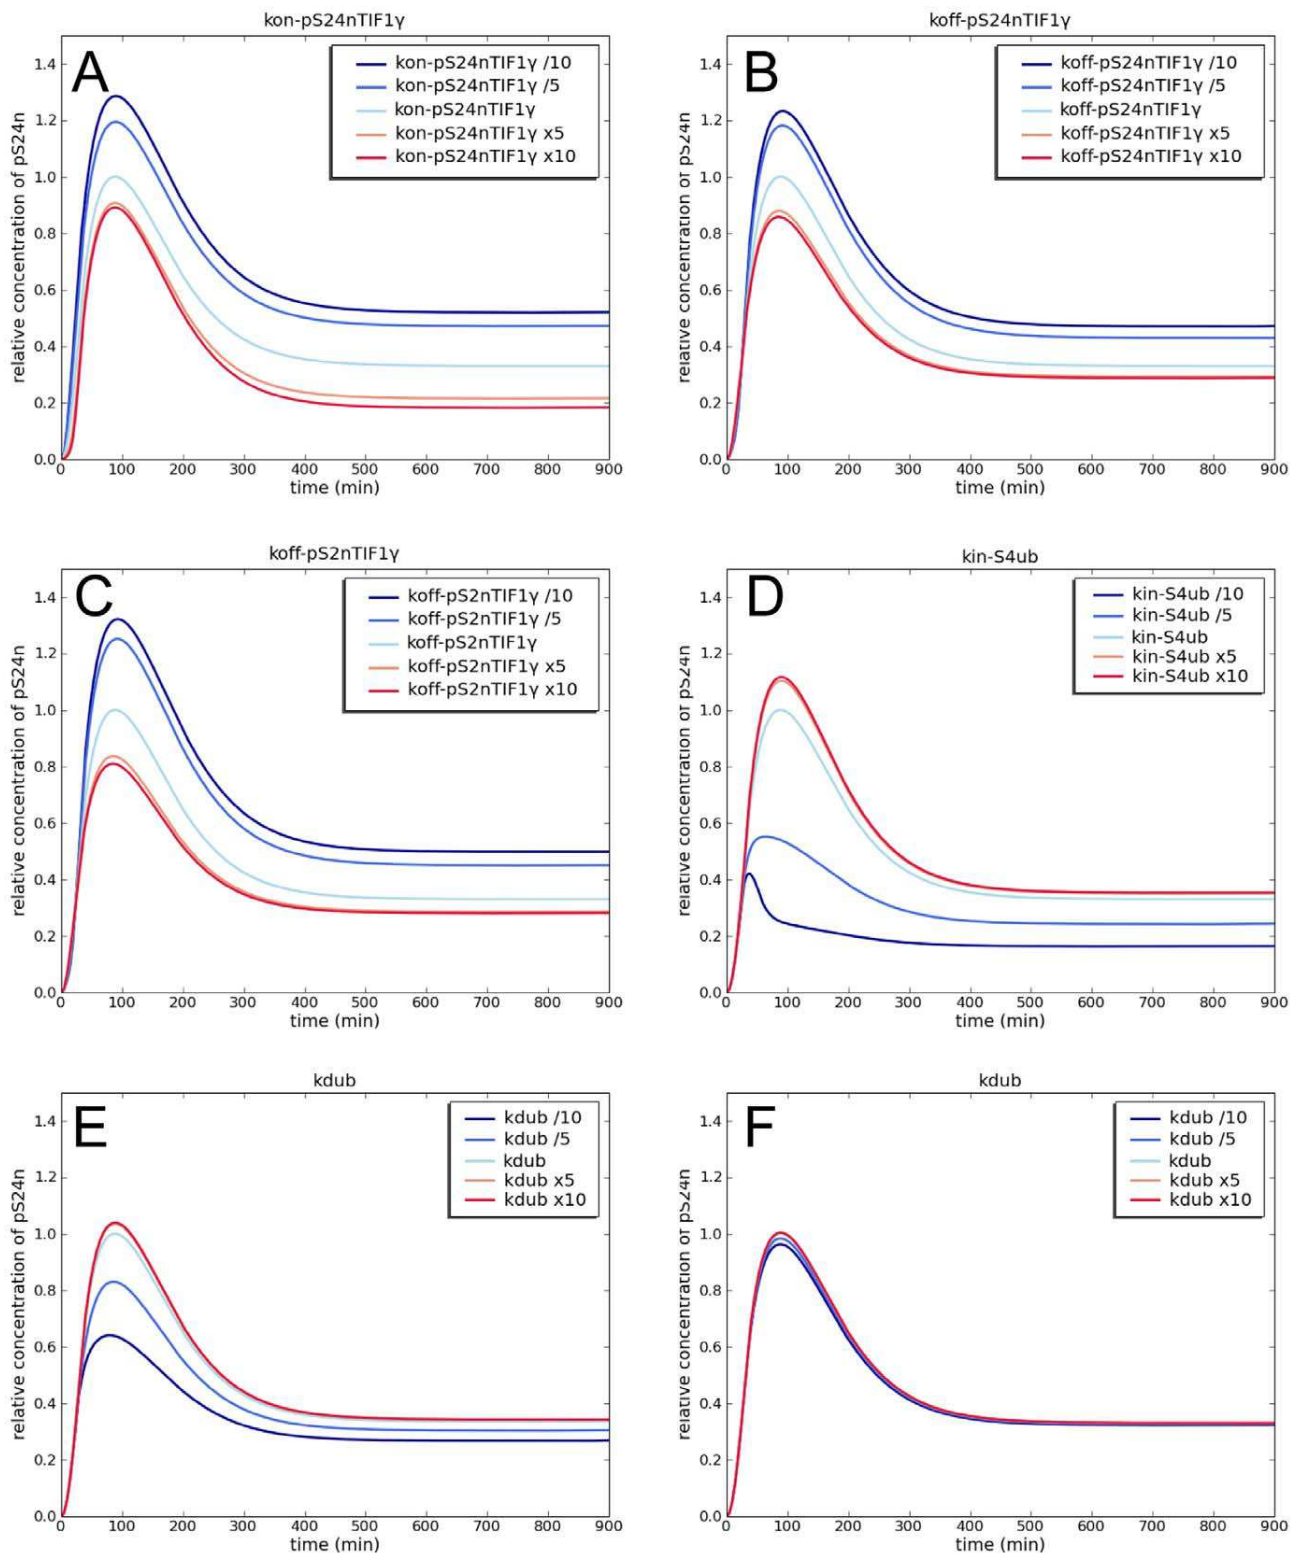 kon-pS24nTIF1γ
A
kon-pS24nTIF1γ /10
kon-pS24nTIF1γ /5
kon-pS24nTIF1γ
kon-pS24nTIF1γ x5
kon-pS24nTIF1γ x10
relative concentration of pS24n
1.4
1.2
1.0
0.8
0.6
0.4
0.2
0.0
0 100 200 300 400 500 600 700 800 900
time (min)
koff-pS24nTIF1γ
B
koff-pS24nTIF1γ /10
koff-pS24nTIF1γ /5
koff-pS24nTIF1γ
koff-pS24nTIF1γ x5
koff-pS24nTIF1γ x10
relative concentration of pS24n
1.4
1.2
1.0
0.8
0.6
0.4
0.2
0.0
0 100 200 300 400 500 600 700 800 900
time (min)
koff-pS2nTIF1γ
C
koff-pS2nTIF1γ /10
koff-pS2nTIF1γ /5
koff-pS2nTIF1γ
koff-pS2nTIF1γ x5
koff-pS2nTIF1γ x10
relative concentration of pS24n
1.4
1.2
1.0
0.8
0.6
0.4
0.2
0.0
0 100 200 300 400 500 600 700 800 900
time (min)
kin-S4ub
D
kin-S4ub /10
kin-S4ub /5
kin-S4ub
kin-S4ub x5
kin-S4ub x10
relative concentration of pS24n
1.4
1.2
1.0
0.8
0.6
0.4
0.2
0.0
0 100 200 300 400 500 600 700 800 900
time (min)
kdub
E
kdub /10
kdub /5
kdub
kdub x5
kdub x10
relative concentration of pS24n
1.4
1.2
1.0
0.8
0.6
0.4
0.2
0.0
0 100 200 300 400 500 600 700 800 900
time (min)
kdub
F
kdub /10
kdub /5
kdub
kdub x5
kdub x10
relative concentration of pS24n
1.4
1.2
1.0
0.8
0.6
0.4
0.2
0.0
0 100 200 300 400 500 600 700 800 900
time (min)